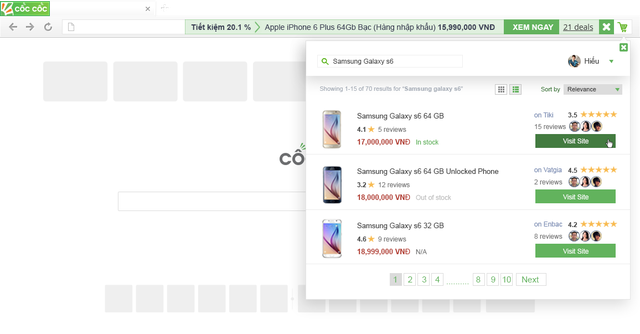 CỐC CỐC
Tiết kiệm 20.1 % Apple iPhone 6 Plus 64Gb Bạc (Hàng nhập khẩu) 15,990,000 VNĐ XEM NGAY 21 deals
Samsung Galaxy s6 Hiếu
Showing 1-15 of 70 results for "Samsung galaxy s6" Sort by Relevance
Samsung Galaxy s6 64 GB on Tiki 3.5
4.1 5 reviews 15 reviews
17,000,000 VNĐ In stock Visit Site
Samsung Galaxy s6 64 GB Unlocked Phone on Vatgia 4.5
3.2 12 reviews 2 reviews
18,000,000 VNĐ Out of stock Visit Site
CỐ
Samsung Galaxy s6 32 GB on Enbac 4.2
4.6 9 reviews 8 reviews
18,999,000 VNĐ N/A Visit Site
1 2 3 4 .......... 8 9 10 Next